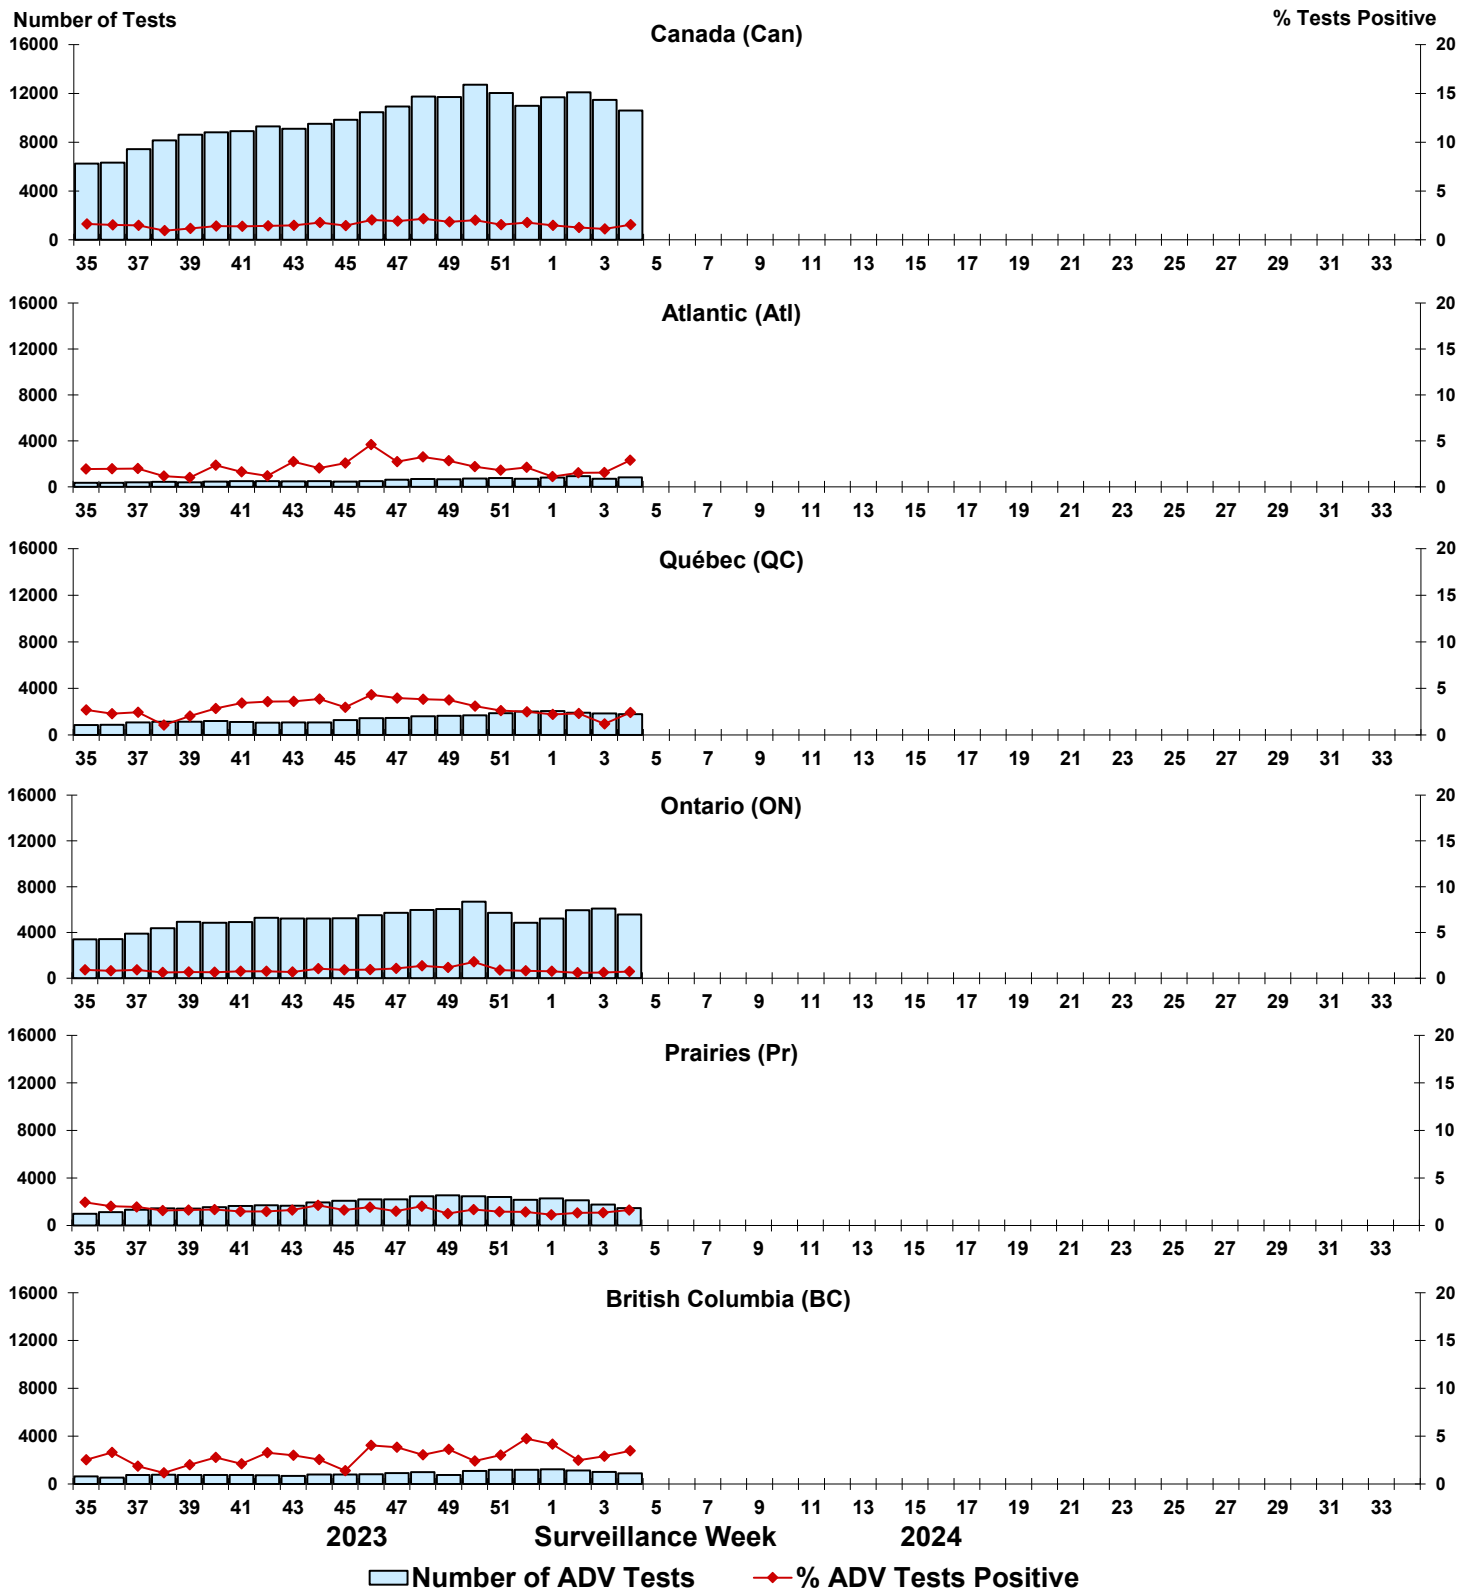 Number of Tests
% Tests Positive
Canada (Can)
16000 20
12000 15
8000 10
4000 5
0 0
35 37 39 41 43 45 47 49 51 1 3 5 7 9 11 13 15 17 19 21 23 25 27 29 31 33
Atlantic (Atl)
16000 20
12000 15
8000 10
4000 5
0 0
35 37 39 41 43 45 47 49 51 1 3 5 7 9 11 13 15 17 19 21 23 25 27 29 31 33
Québec (QC)
16000 20
12000 15
8000 10
4000 5
0 0
35 37 39 41 43 45 47 49 51 1 3 5 7 9 11 13 15 17 19 21 23 25 27 29 31 33
Ontario (ON)
16000 20
12000 15
8000 10
4000 5
0 0
35 37 39 41 43 45 47 49 51 1 3 5 7 9 11 13 15 17 19 21 23 25 27 29 31 33
Prairies (Pr)
16000 20
12000 15
8000 10
4000 5
0 0
35 37 39 41 43 45 47 49 51 1 3 5 7 9 11 13 15 17 19 21 23 25 27 29 31 33
British Columbia (BC)
16000 20
12000 15
8000 10
4000 5
0 0
35 37 39 41 43 45 47 49 51 1 3 5 7 9 11 13 15 17 19 21 23 25 27 29 31 33
2023 Surveillance Week 2024
Number of ADV Tests % ADV Tests Positive